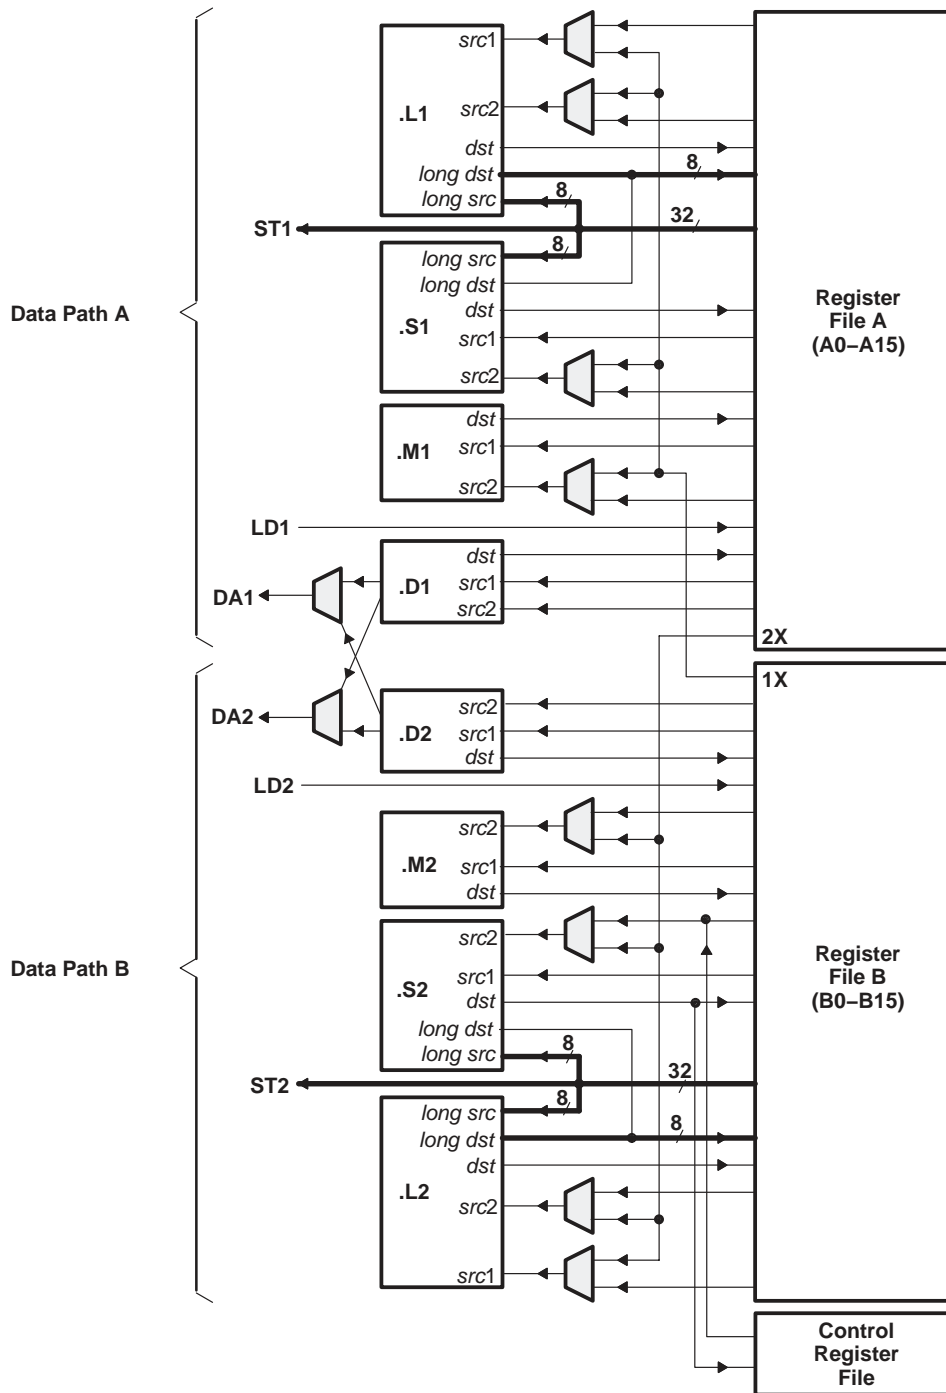 src1
.L1
src2
dst
long dst
8
long src
8
ST1
32
8
long src
long dst
Data Path A
dst
.S1
src1
src2
Register
File A
(A0–A15)
dst
.M1
src1
src2
LD1
dst
.D1
src1
DA1
src2
2X
1X
src2
DA2
.D2
src1
dst
LD2
src2
.M2
src1
dst
src2
Data Path B
.S2
src1
dst
long dst
8
long src
Register
File B
(B0–B15)
ST2
32
8
long src
long dst
8
dst
.L2
src2
src1
Control
Register
File